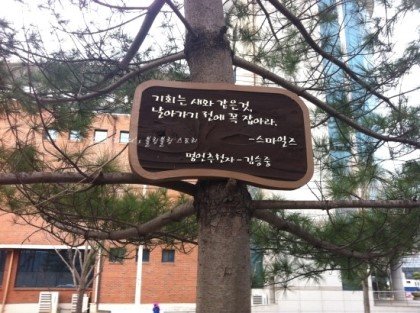 기회는 새와 같은것,
날아가기 전에 꼭 잡아라.
-스마일즈
명언추천자-김승중